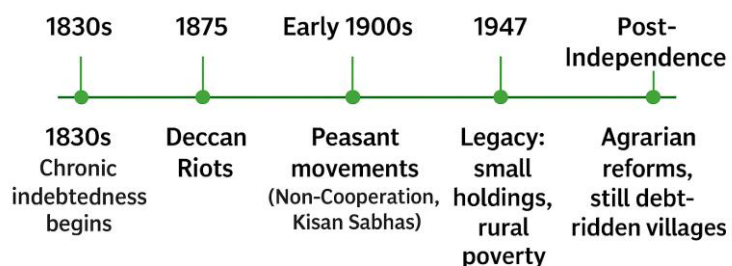 1830s
1875
Early 1900s
1947
Post-
Independence
1830s
Chronic
indebtedness
begins
Deccan
Riots
Peasant
movements
(Non-Cooperation,
Kisan Sabhas)
Legacy:
small
holdings,
rural
poverty
Agrarian
reforms,
still debt-
ridden villages